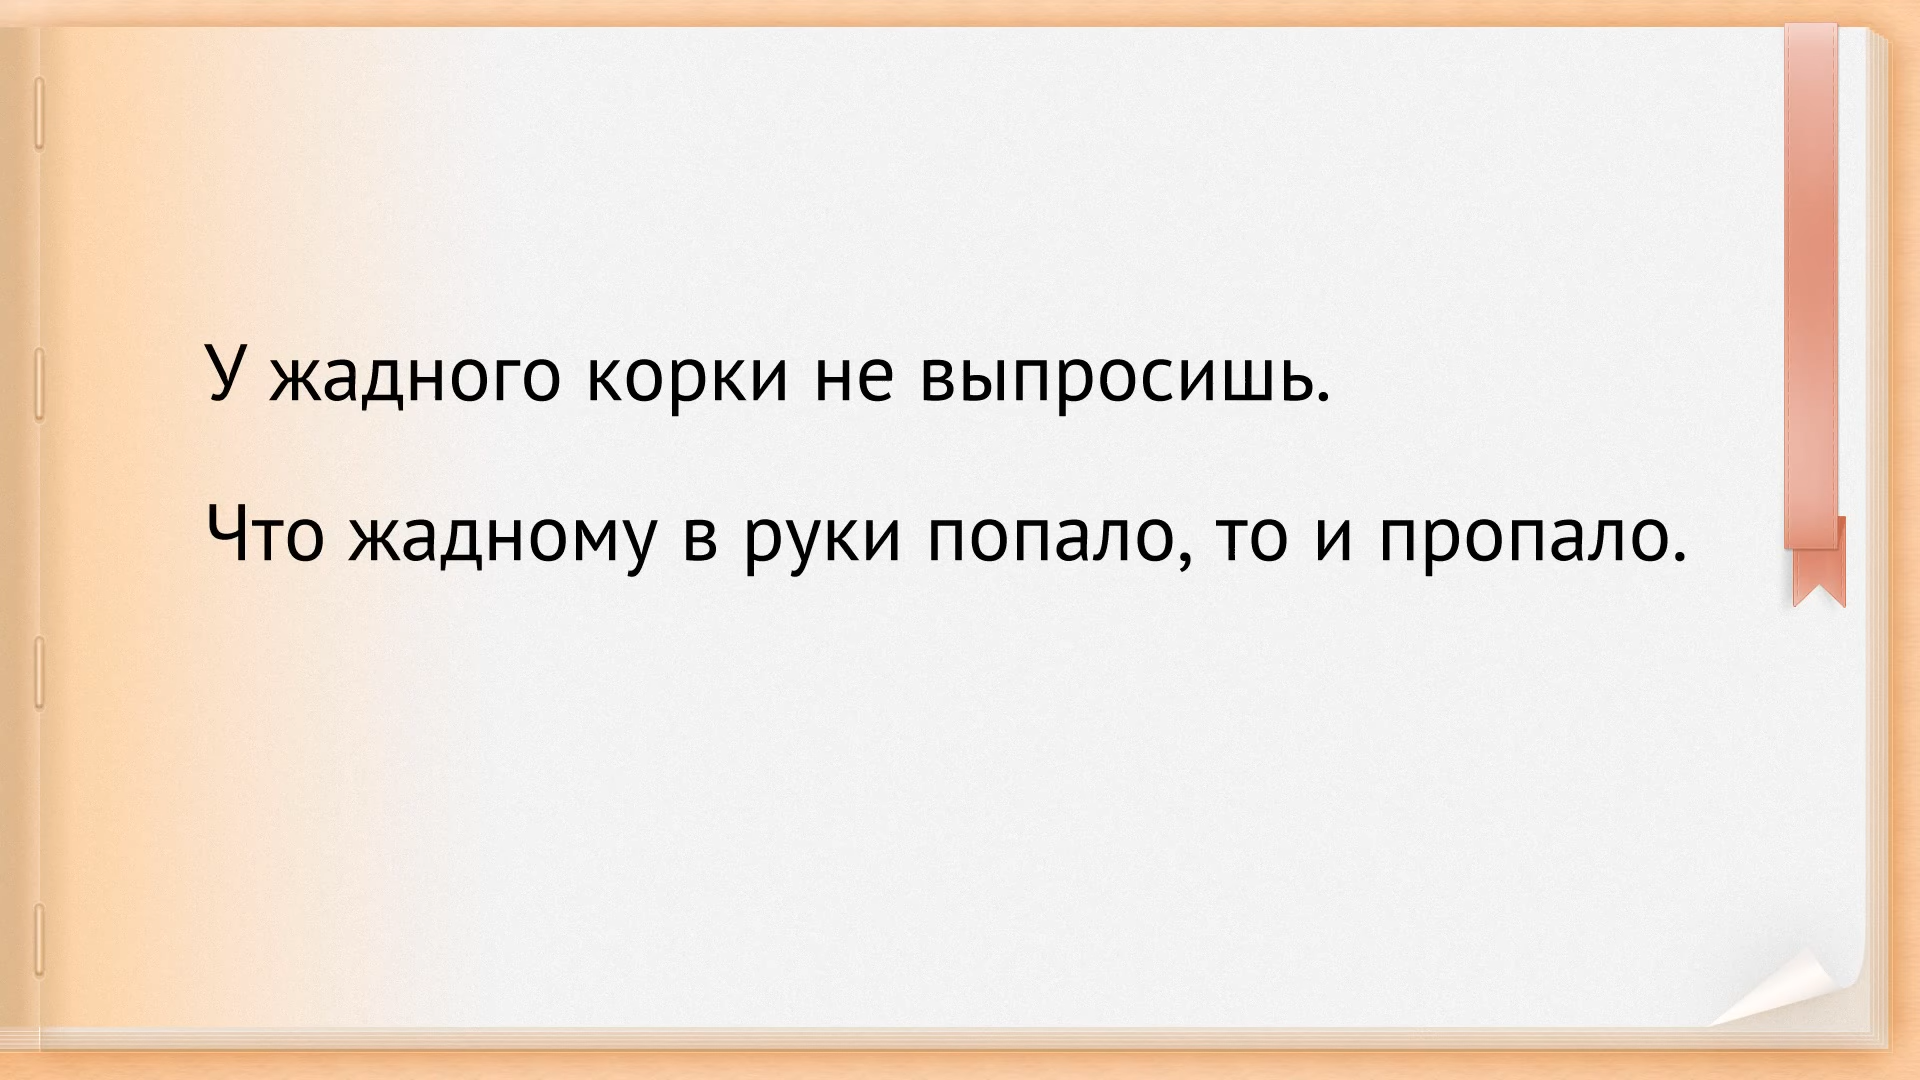 У жадного корки не выпросишь.
Что жадному в руки попало, то и пропало.